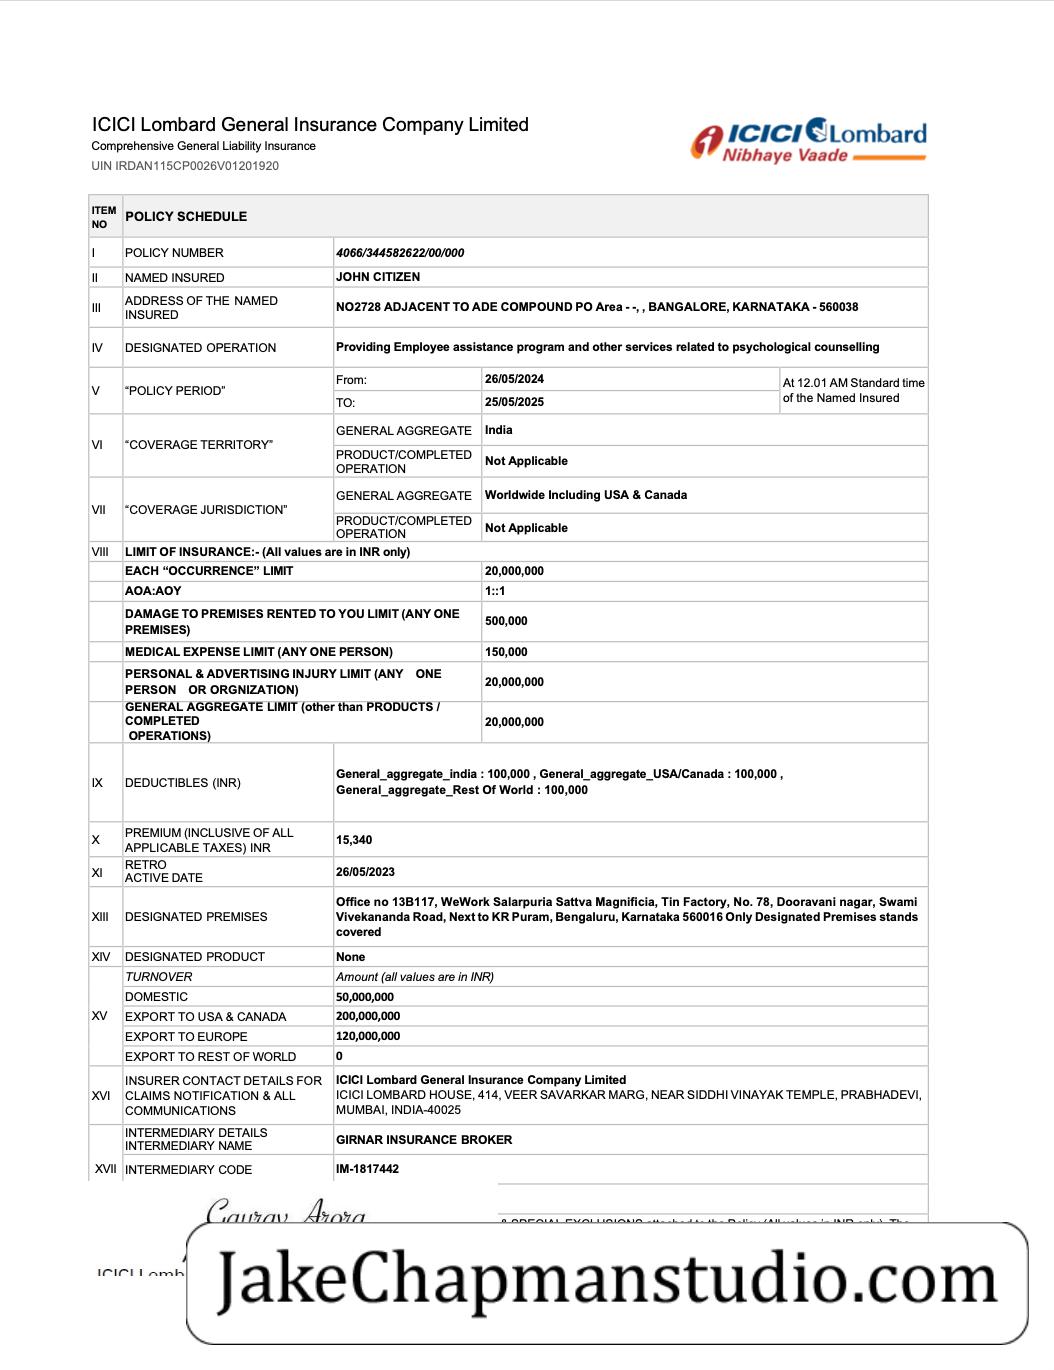 ICICI Lombard General Insurance Company Limited
Comprehensive General Liability Insurance
UIN IRDAN115CP0026V01201920
ICICI Lombard
Nibhaye Vaade
ITEM NO POLICY SCHEDULE
I POLICY NUMBER 4066/344582622/00/000
II NAMED INSURED JOHN CITIZEN
III ADDRESS OF THE NAMED INSURED NO2728 ADJACENT TO ADE COMPOUND PO Area - -, , BANGALORE, KARNATAKA - 560038
IV DESIGNATED OPERATION Providing Employee assistance program and other services related to psychological counselling
V “POLICY PERIOD” From: 26/05/2024 At 12.01 AM Standard time of the Named Insured
TO: 25/05/2025
VI “COVERAGE TERRITORY” GENERAL AGGREGATE India
PRODUCT/COMPLETED OPERATION Not Applicable
VII “COVERAGE JURISDICTION” GENERAL AGGREGATE Worldwide Including USA & Canada
PRODUCT/COMPLETED OPERATION Not Applicable
VIII LIMIT OF INSURANCE:- (All values are in INR only)
EACH “OCCURRENCE” LIMIT 20,000,000
AOA:AOY 1::1
DAMAGE TO PREMISES RENTED TO YOU LIMIT (ANY ONE PREMISES) 500,000
MEDICAL EXPENSE LIMIT (ANY ONE PERSON) 150,000
PERSONAL & ADVERTISING INJURY LIMIT (ANY ONE PERSON OR ORGNIZATION) 20,000,000
GENERAL AGGREGATE LIMIT (other than PRODUCTS / COMPLETED OPERATIONS) 20,000,000
IX DEDUCTIBLES (INR) General_aggregate_india : 100,000 , General_aggregate_USA/Canada : 100,000 ,
General_aggregate_Rest Of World : 100,000
X PREMIUM (INCLUSIVE OF ALL APPLICABLE TAXES) INR 15,340
XI RETRO ACTIVE DATE 26/05/2023
XIII DESIGNATED PREMISES Office no 13B117, WeWork Salarpuria Sattva Magnificia, Tin Factory, No. 78, Dooravani nagar, Swami
Vivekananda Road, Next to KR Puram, Bengaluru, Karnataka 560016 Only Designated Premises stands
covered
XIV DESIGNATED PRODUCT None
XV TURNOVER Amount (all values are in INR)
DOMESTIC 50,000,000
EXPORT TO USA & CANADA 200,000,000
EXPORT TO EUROPE 120,000,000
EXPORT TO REST OF WORLD 0
XVI INSURER CONTACT DETAILS FOR CLAIMS NOTIFICATION & ALL COMMUNICATIONS ICICI Lombard General Insurance Company Limited
ICICI LOMBARD HOUSE, 414, VEER SAVARKAR MARG, NEAR SIDDHI VINAYAK TEMPLE, PRABHADEVI,
MUMBAI, INDIA-40025
XVII INTERMEDIARY DETAILS INTERMEDIARY NAME GIRNAR INSURANCE BROKER
INTERMEDIARY CODE IM-1817442
Gaurav Arora
& SPECIAL EXCLUSIONS attached to the Policy (All values in INR only). The
ICICI Lomb
JakeChapmanstudio.com